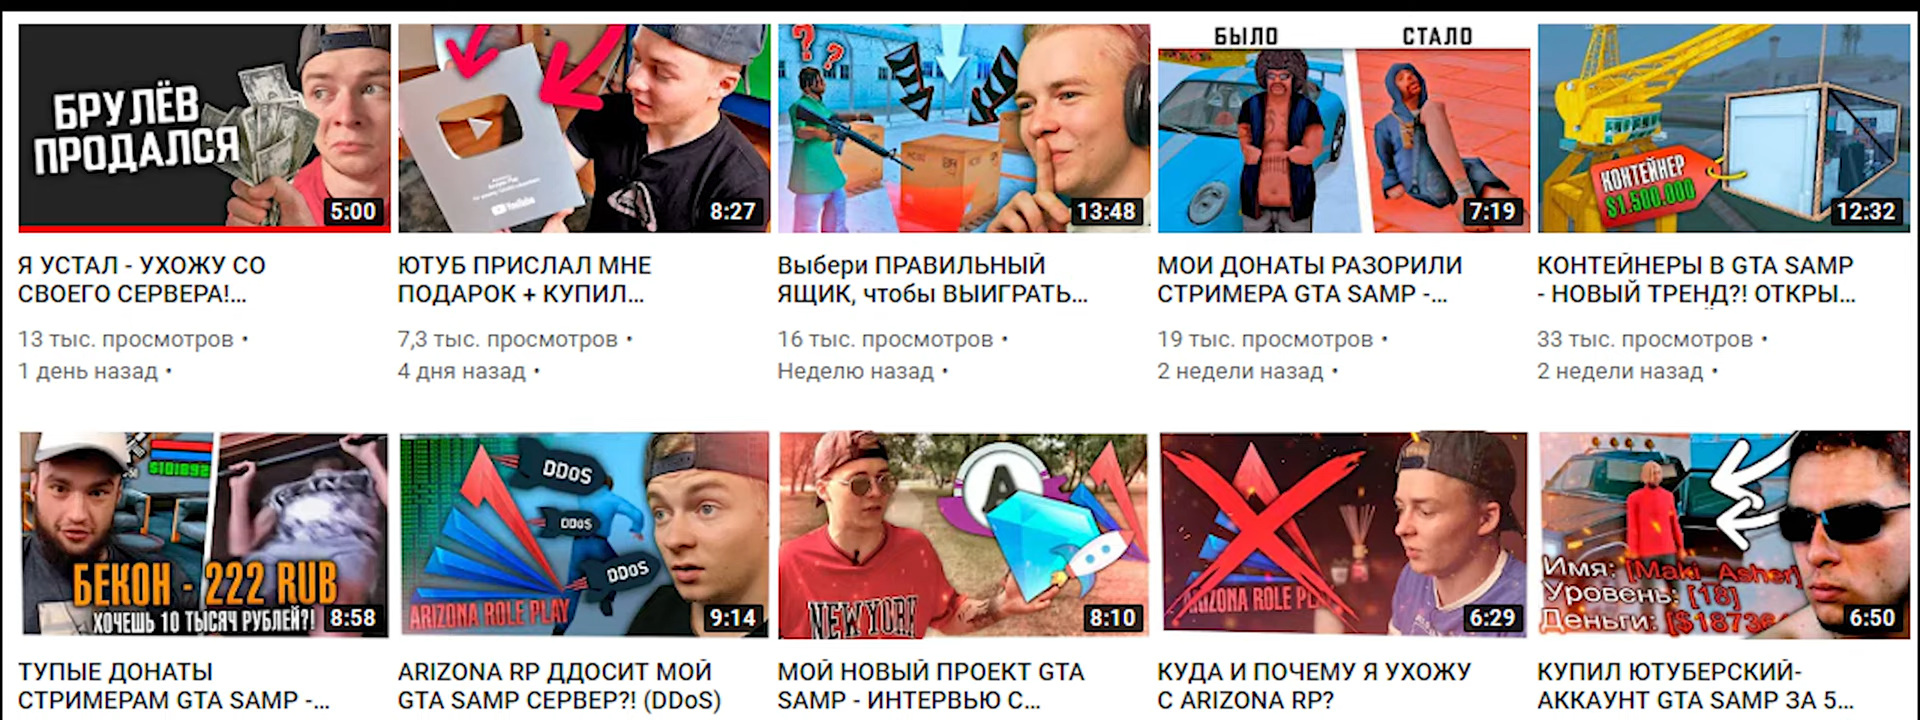 БРУЛЁВ
ПРОДАЛСЯ
5:00
YouTube
8:27
13:48
БЫЛО
СТАЛО
7:19
КОНТЕЙНЕР
$1.500.000
12:32
Я УСТАЛ - УХОЖУ СО
СВОЕГО СЕРВЕРА!...
ЮТУБ ПРИСЛАЛ МНЕ
ПОДАРОК + КУПИЛ...
Выбери ПРАВИЛЬНЫЙ
ЯЩИК, чтобы ВЫИГРАТЬ...
МОИ ДОНАТЫ РАЗОРИЛИ
СТРИМЕРА GTA SAMP -...
КОНТЕЙНЕРЫ В GTA SAMP
- НОВЫЙ ТРЕНД?! ОТКРЫ...
13 тыс. просмотров •
1 день назад •
7,3 тыс. просмотров •
4 дня назад •
16 тыс. просмотров •
Неделю назад •
19 тыс. просмотров •
2 недели назад •
33 тыс. просмотров •
2 недели назад •
БЕКОН - 222 RUB
ХОЧЕШЬ 10 ТЫСЯЧ РУБЛЕЙ?!
8:58
DDoS
DDoS
DDoS
ARIZONA ROLE PLAY
9:14
A
NEW YORK
8:10
ARIZONA ROLE PL
6:29
Имя: [Maki_Asher]
Уровень: [18]
Деньги: [$18736
6:50
ТУПЫЕ ДОНАТЫ
СТРИМЕРАМ GTA SAMP -...
ARIZONA RP ДДОСИТ МОЙ
GTA SAMP СЕРВЕР?! (DDoS)
МОЙ НОВЫЙ ПРОЕКТ GTA
SAMP - ИНТЕРВЬЮ С...
КУДА И ПОЧЕМУ Я УХОЖУ
С ARIZONA RP?
КУПИЛ ЮТУБЕРСКИЙ-
АККАУНТ GTA SAMP ЗА 5...